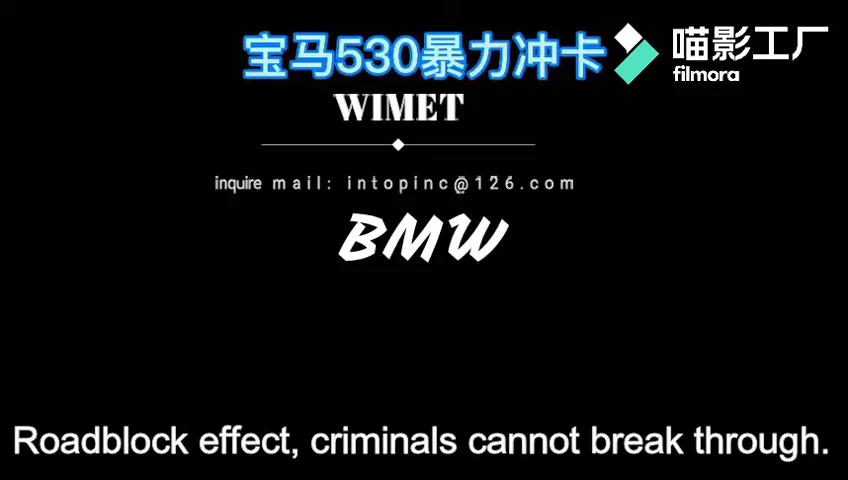 宝马530暴力冲卡
喵影工厂
filmora
WIMET
inquire mail: intopinc@126.com
BMW
Roadblock effect, criminals cannot break through.